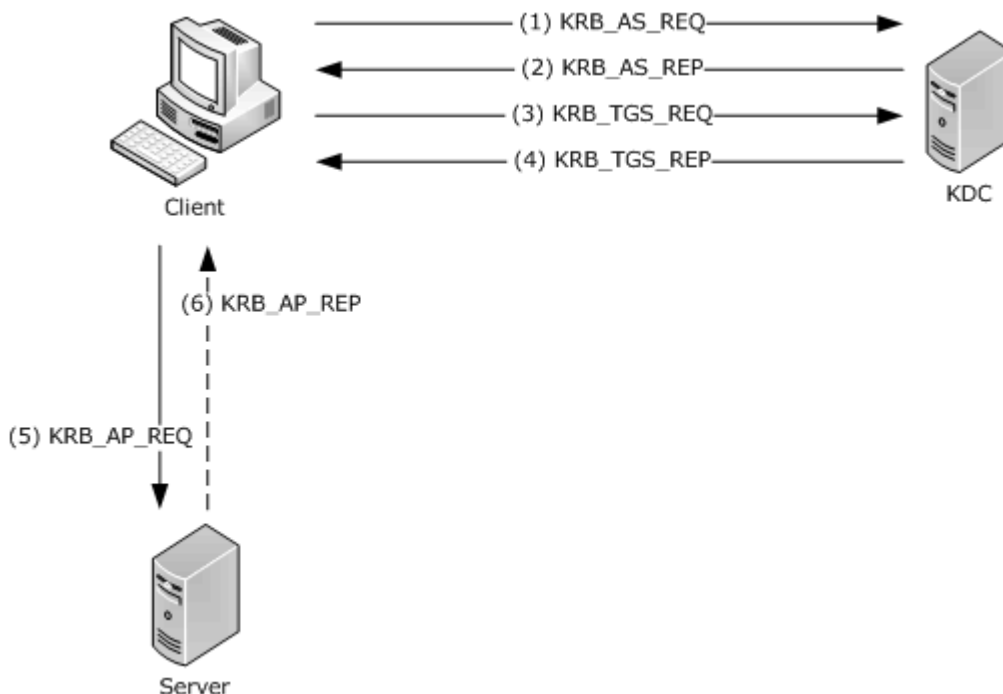 (1) KRB_AS_REQ
(2) KRB_AS_REP
(3) KRB_TGS_REQ
(4) KRB_TGS_REP
Client
KDC
(6) KRB_AP_REP
(5) KRB_AP_REQ
Server